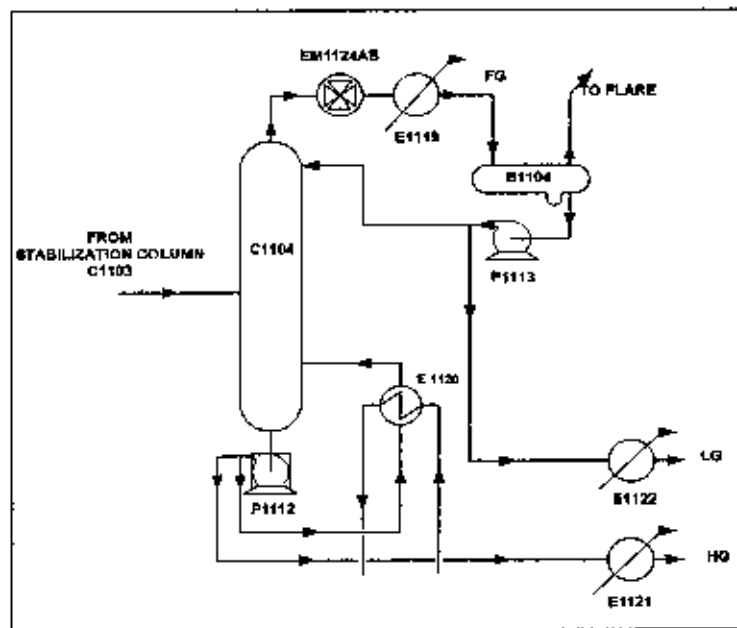 EM1124AB
E1119
FG
TO FLARE
B1104
FROM
STABILIZATION COLUMN
C1103
C1104
P1113
E 1120
P1112
LG
E1122
HG
E1121